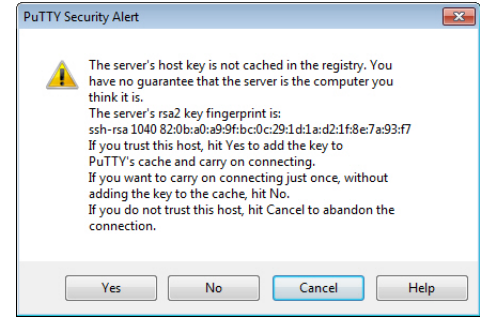 PuTTY Security Alert
The server's host key is not cached in the registry. You
have no guarantee that the server is the computer you
think it is.
The server's rsa2 key fingerprint is:
ssh-rsa 1040 82:0b:a0:a9:9f:bc:0c:29:1d:1a:d2:1f:8e:7a:93:f7
If you trust this host, hit Yes to add the key to
PuTTY's cache and carry on connecting.
If you want to carry on connecting just once, without
adding the key to the cache, hit No.
If you do not trust this host, hit Cancel to abandon the
connection.
Yes No Cancel Help